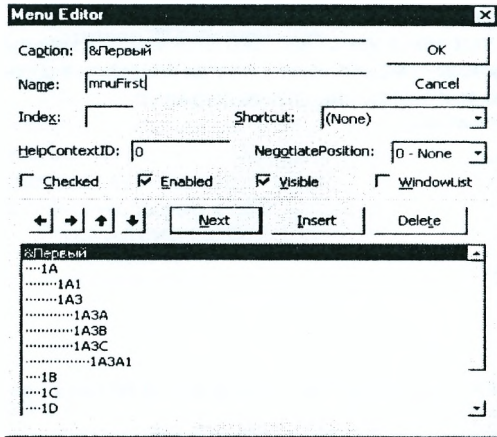 Menu Editor
Caption: &Первый OK
Name: mnuFirst Cancel
Index: Shortcut: (None)
HelpContextID: 0 NegotiatePosition: 0 - None
Checked Enabled Visible WindowList
Next Insert Delete
&Первый
····1A
········1A1
········1A3
············1A3A
············1A3B
············1A3C
················1A3A1
····1B
····1C
····1D